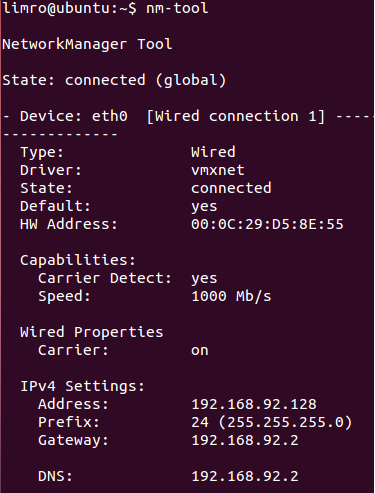 limro@ubuntu:~$ nm-tool
NetworkManager Tool
State: connected (global)
- Device: eth0  [Wired connection 1] -----
-------------
Type: Wired
Driver: vmxnet
State: connected
Default: yes
HW Address: 00:0C:29:D5:8E:55
Capabilities:
Carrier Detect: yes
Speed: 1000 Mb/s
Wired Properties
Carrier: on
IPv4 Settings:
Address: 192.168.92.128
Prefix: 24 (255.255.255.0)
Gateway: 192.168.92.2
DNS: 192.168.92.2